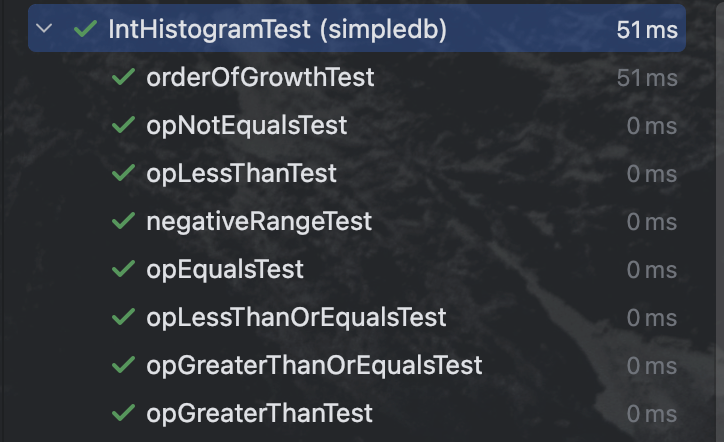 IntHistogramTest (simpledb) 51 ms
orderOfGrowthTest 51 ms
opNotEqualsTest 0 ms
opLessThanTest 0 ms
negativeRangeTest 0 ms
opEqualsTest 0 ms
opLessThanOrEqualsTest 0 ms
opGreaterThanOrEqualsTest 0 ms
opGreaterThanTest 0 ms